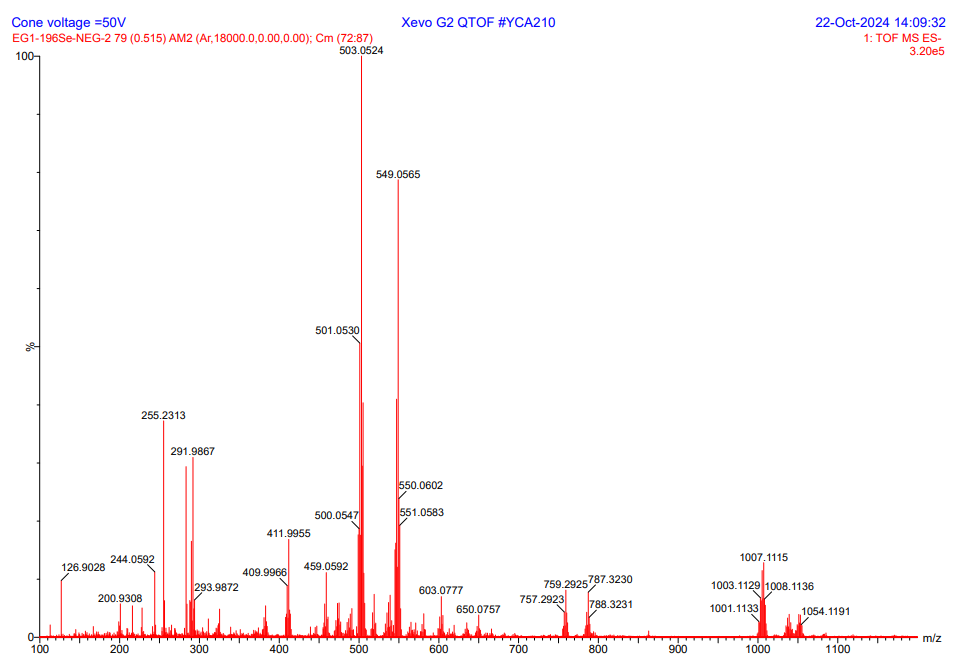 Cone voltage =50V Xevo G2 QTOF #YCA210 22-Oct-2024 14:09:32
EG1-196Se-NEG-2 79 (0.515) AM2 (Ar,18000.0,0.00,0.00); Cm (72:87) 1: TOF MS ES-
3.20e5
503.0524
100
549.0565
501.0530
%
255.2313
291.9867
550.0602
500.0547 551.0583
411.9955
244.0592 126.9028
409.9966 459.0592
1007.1115
759.2925 787.3230
293.9872 603.0777 1003.1129 1008.1136
200.9308 757.2923 788.3231
650.0757 1001.1133 1054.1191
0
100 200 300 400 500 600 700 800 900 1000 1100 m/z